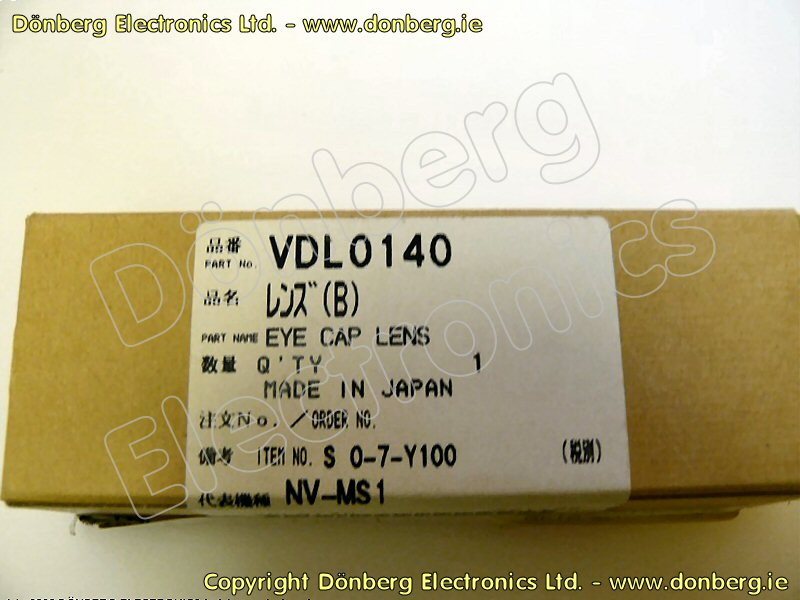 Dönberg Electronics Ltd. - www.donberg.ie
Dönberg
Electronics
品番
PART No. VDL0140
品名 レンズ(B)
PART NAME EYE CAP LENS
数量 Q'TY 1
MADE IN JAPAN
注文No./ORDER NO.
備考 ITEM NO. S 0-7-Y100 (税別)
代表機種 NV-MS1
Copyright Dönberg Electronics Ltd. - www.donberg.ie